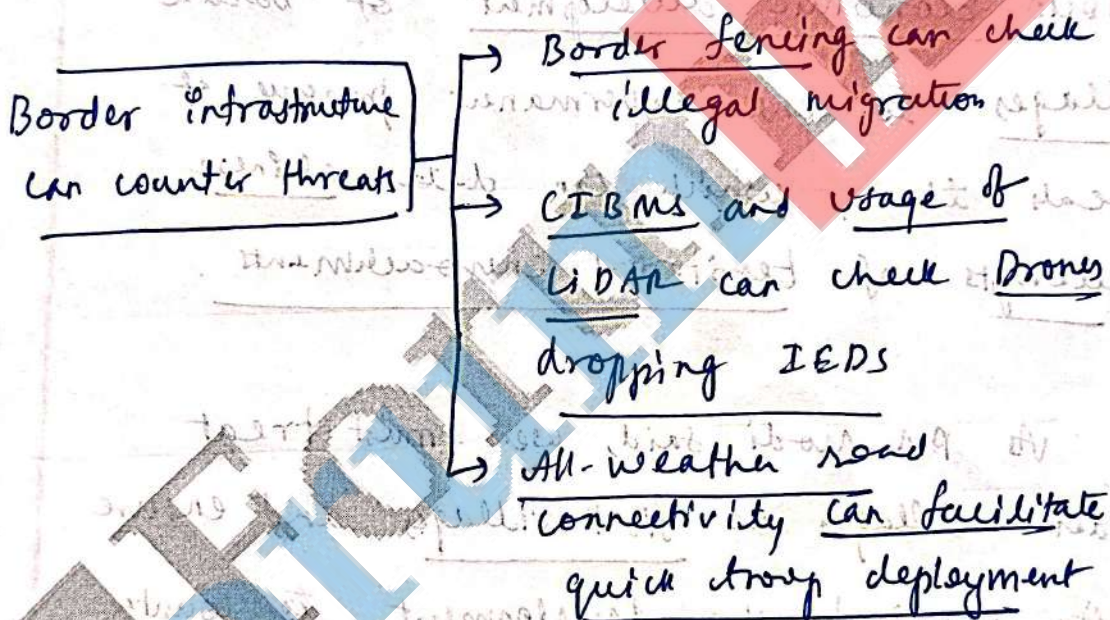 Border infrastructure
can counter threats
Border fencing can check
illegal migration
CIBMS and usage of
LiDAR can check Drones
dropping IEDS
All-weather road
connectivity can facilitate
quick troop deployment
ForumIAS